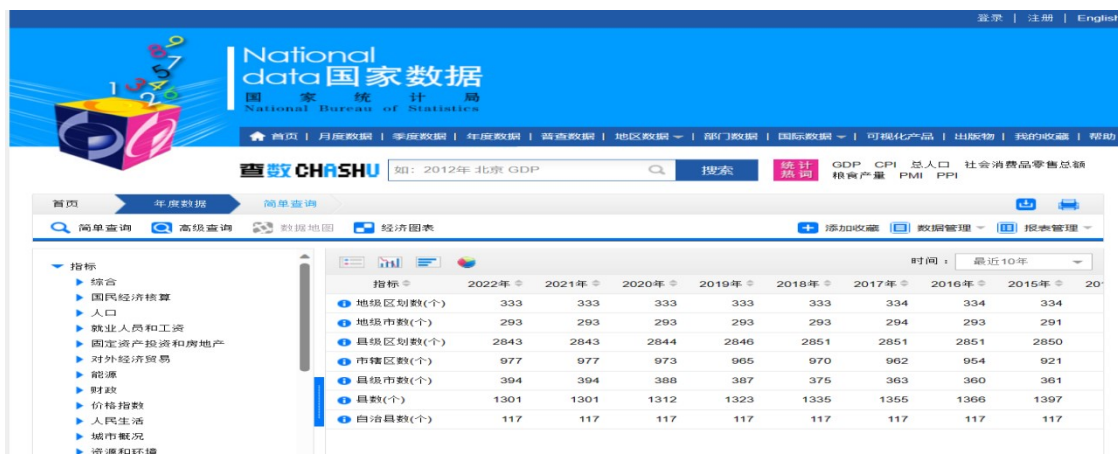 登录 | 注册 | English
National
data国家数据
国家统计局
National Bureau of Statistics
首页 | 月度数据 | 季度数据 | 年度数据 | 普查数据 | 地区数据 | 部门数据 | 国际数据 | 可视化产品 | 出版物 | 我的收藏 | 帮助
查数 CHASHU 如: 2012年 北京 GDP 搜索 统计热词 GDP CPI 总人口 社会消费品零售总额
粮食产量 PMI PPI
首页 年度数据 简单查询
简单查询 高级查询 数据地图 经济图表 添加收藏 数据管理 报表管理
时间： 最近10年
指标
综合
国民经济核算
人口
就业人员和工资
固定资产投资和房地产
对外经济贸易
能源
财政
价格指数
人民生活
城市概况
资源和环境
指标 2022年 2021年 2020年 2019年 2018年 2017年 2016年 2015年 20
地级区划数(个) 333 333 333 333 333 334 334 334
地级市数(个) 293 293 293 293 293 294 293 291
县级区划数(个) 2843 2843 2844 2846 2851 2851 2851 2850
市辖区数(个) 977 977 973 965 970 962 954 921
县级市数(个) 394 394 388 387 375 363 360 361
县数(个) 1301 1301 1312 1323 1335 1355 1366 1397
自治县数(个) 117 117 117 117 117 117 117 117